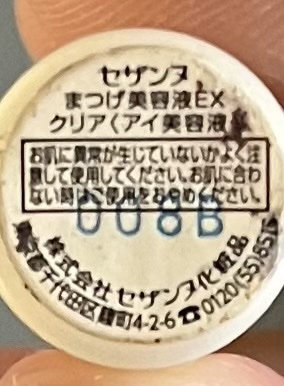 セザンヌ
まつげ美容液EX
クリア〈アイ美容液〉
お肌に異常が生じていないかよく注
意して使用してください。お肌に合わ
ない時はご使用をおやめください。
008B
株式会社 セザンヌ化粧品
東京都千代田区麹町4-2-6☎0120(55)8515